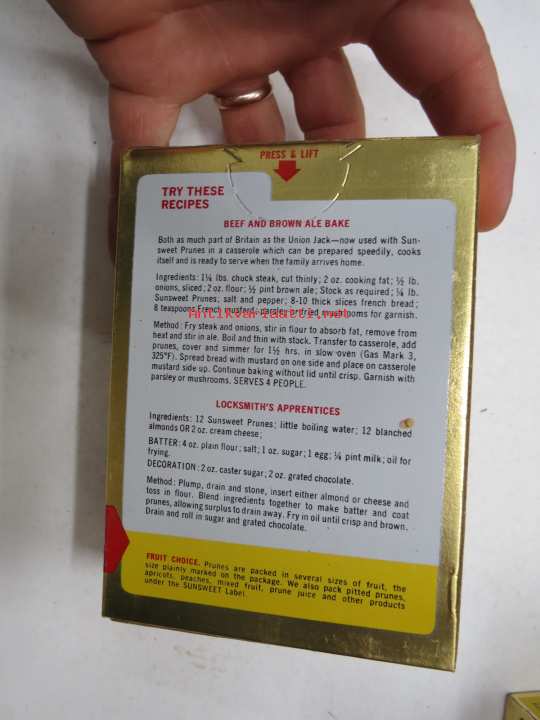 PRESS & LIFT
TRY THESE
RECIPES
BEEF AND BROWN ALE BAKE
Both as much part of Britain as the Union Jack—now used with Sun-
sweet Prunes in a casserole which can be prepared speedily, cooks
itself and is ready to serve when the family arrives home.
Ingredients: 1¼ lbs. chuck steak, cut thinly; 2 oz. cooking fat; ½ lb.
onions, sliced; 2 oz. flour; ½ pint brown ale; Stock as required; ¼ lb.
Sunsweet Prunes; salt and pepper; 8-10 thick slices french bread;
8 teaspoons French mustard; parsley or fried mushrooms for garnish.
Method: Fry steak and onions, stir in flour to absorb fat, remove from
heat and stir in ale. Boil and thin with stock. Transfer to casserole, add
prunes, cover and simmer for 1½ hrs. in slow oven (Gas Mark 3,
325°F). Spread bread with mustard on one side and place on casserole
mustard side up. Continue baking without lid until crisp. Garnish with
parsley or mushrooms. SERVES 4 PEOPLE.
LOCKSMITH'S APPRENTICES
Ingredients: 12 Sunsweet Prunes; little boiling water; 12 blanched
almonds OR 2 oz. cream cheese;
BATTER: 4 oz. plain flour; salt; 1 oz. sugar; 1 egg; ¼ pint milk; oil for
frying.
DECORATION: 2 oz. caster sugar; 2 oz. grated chocolate.
Method: Plump, drain and stone, insert either almond or cheese and
toss in flour. Blend ingredients together to make batter and coat
prunes, allowing surplus to drain away. Fry in oil until crisp and brown.
Drain and roll in sugar and grated chocolate.
FRUIT CHOICE. Prunes are packed in several sizes of fruit, the
size plainly marked on the package. We also pack pitted prunes,
apricots, peaches, mixed fruit, prune juice and other products
under the SUNSWEET Label.